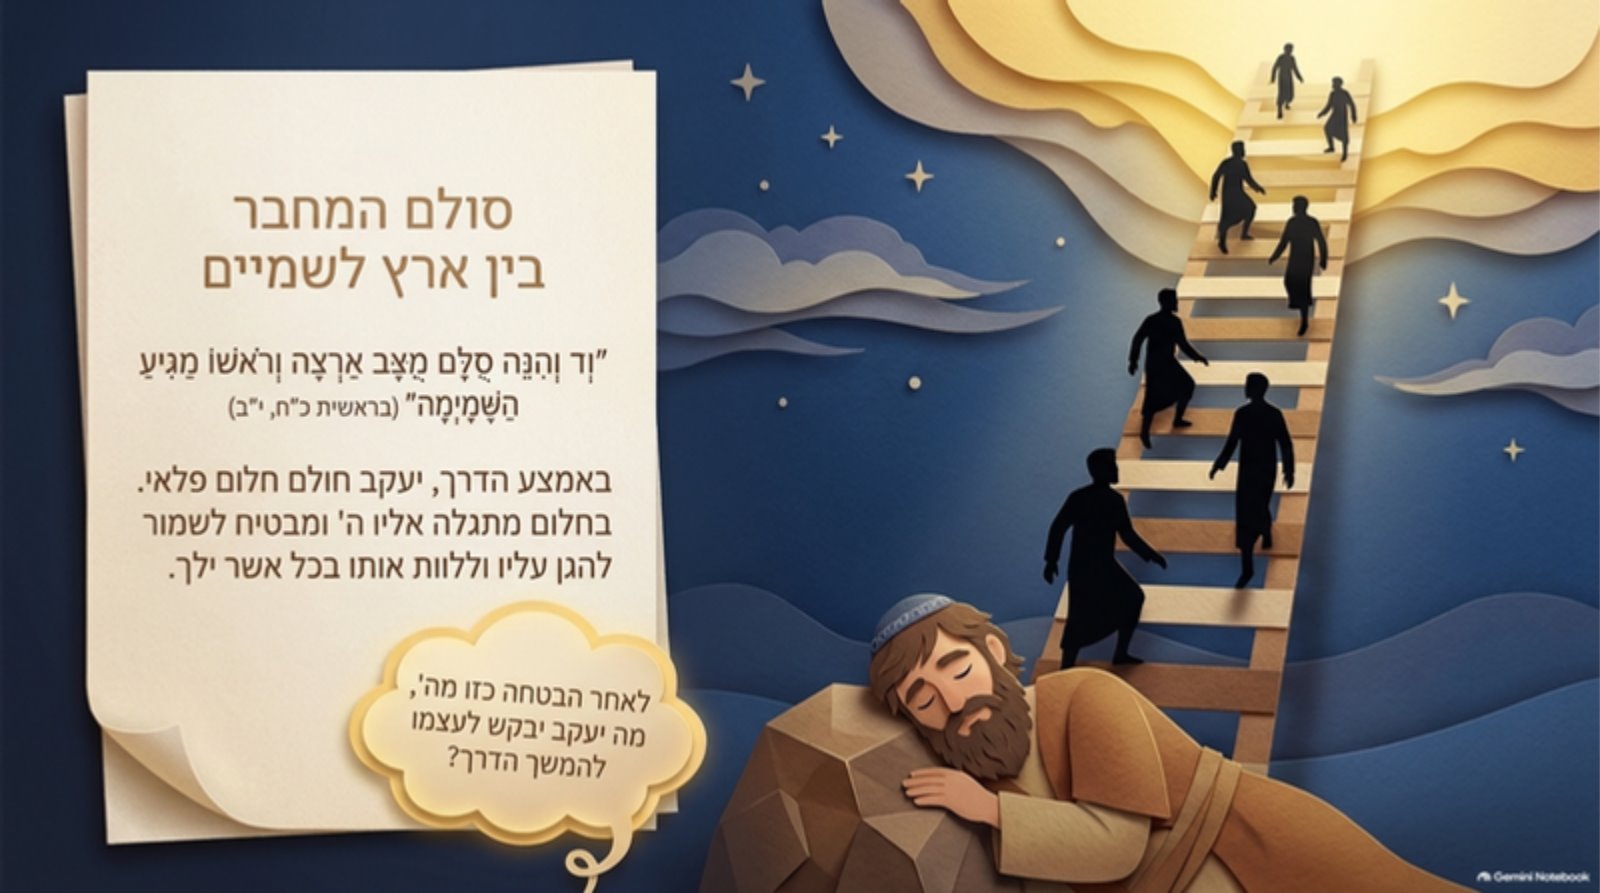 סולם המחבר
בין ארץ לשמיים
"וְד וְהִנֵּה סֻלָּם מֻצָּב אַרְצָה וְרֹאשׁוֹ מַגִּיעַ
הַשָּׁמָיְמָה" (בראשית כ"ח, י"ב)
באמצע הדרך, יעקב חולם חלום פלאי.
בחלום מתגלה אליו ה' ומבטיח לשמור
להגן עליו וללוות אותו בכל אשר ילך.
לאחר הבטחה כזו מה',
מה יעקב יבקש לעצמו
להמשך הדרך?
Gemini Notebook